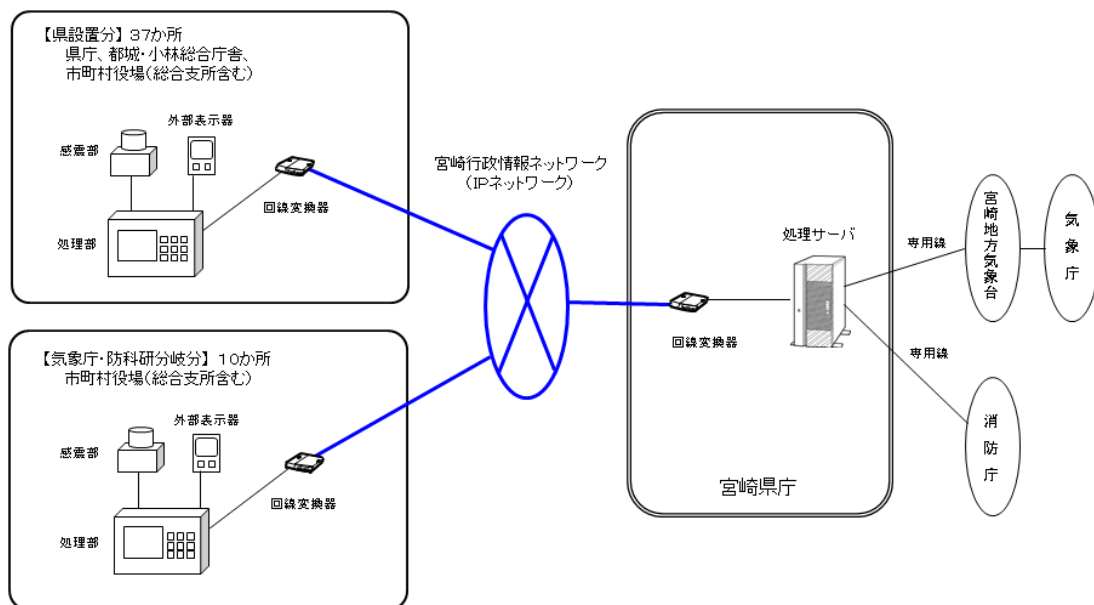 【県設置分】 37か所
県庁、都城・小林総合庁舎、
市町村役場(総合支所含む)
外部表示器
感震部
回線変換器
処理部
【気象庁・防科研分岐分】 10か所
市町村役場(総合支所含む)
外部表示器
感震部
回線変換器
処理部
宮崎行政情報ネットワーク
(IPネットワーク)
処理サーバ
回線変換器
宮崎県庁
専用線
専用線
宮崎地方気象台
気象庁
消防庁